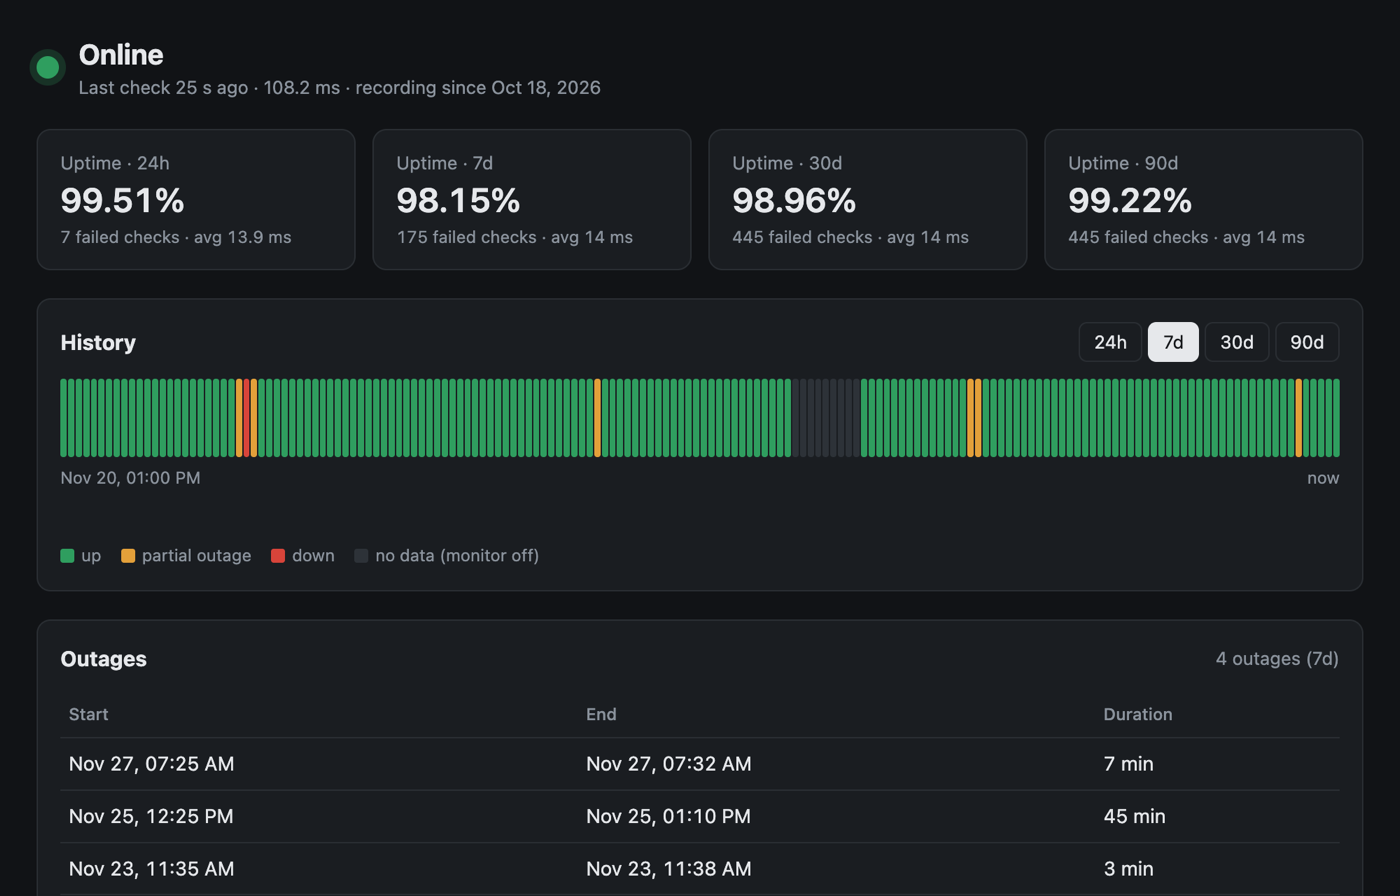 Online
Last check 25 s ago · 108.2 ms · recording since Oct 18, 2026
Uptime · 24h
99.51%
7 failed checks · avg 13.9 ms
Uptime · 7d
98.15%
175 failed checks · avg 14 ms
Uptime · 30d
98.96%
445 failed checks · avg 14 ms
Uptime · 90d
99.22%
445 failed checks · avg 14 ms
History
24h 7d 30d 90d
Nov 20, 01:00 PM now
up partial outage down no data (monitor off)
Outages 4 outages (7d)
Start End Duration
Nov 27, 07:25 AM Nov 27, 07:32 AM 7 min
Nov 25, 12:25 PM Nov 25, 01:10 PM 45 min
Nov 23, 11:35 AM Nov 23, 11:38 AM 3 min